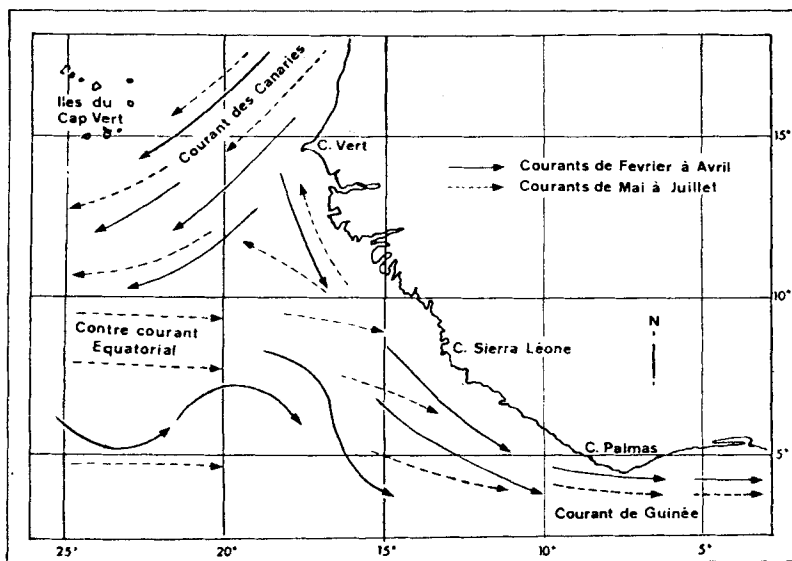 Iles du
Cap Vert
Courant des Canaries
C. Vert
15°
Courants de Fevrier à Avril
Courants de Mai à Juillet
10°
Contre courant
Equatorial
N
C. Sierra Léone
C. Palmas
5°
Courant de Guinée
25°
20°
15°
10°
5°